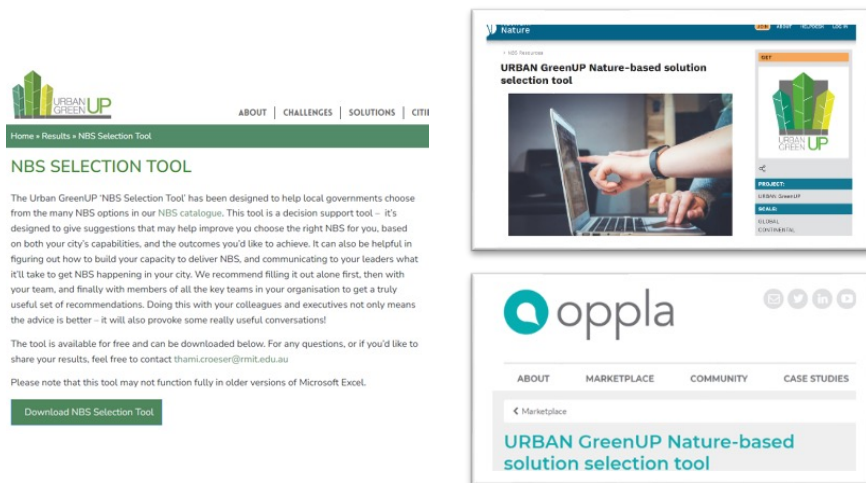 URBAN
GREEN UP
ABOUT | CHALLENGES | SOLUTIONS |
Home » Results » NBS Selection Tool
NBS SELECTION TOOL
The Urban GreenUP 'NBS Selection Tool' has been designed to help local governments choose
from the many NBS options in our NBS catalogue. This tool is a decision support tool – it's
designed to give suggestions that may help improve you choose the right NBS for you, based
on both your city's capabilities, and the outcomes you'd like to achieve. It can also be helpful in
figuring out how to build your capacity to deliver NBS, and communicating to your leaders what
it'll take to get NBS happening in your city. We recommend filling it out alone first, then with
your team, and finally with members of all the key teams in your organisation to get a truly
useful set of recommendations. Doing this with your colleagues and executives not only means
the advice is better – it will also provoke some really useful conversations!
The tool is available for free and can be downloaded below. For any questions, or if you'd like to
share your results, feel free to contact thami.croeser@rmit.edu.au
Please note that this tool may not function fully in older versions of Microsoft Excel.
Download NBS Selection Tool
Nature
ABOUT HELPDESK LOG IN
< NBS Resources
URBAN GreenUP Nature-based solution
selection tool
GET
URBAN
GREEN UP
PROJECT:
URBAN GreenUP
SCALE:
GLOBAL
CONTINENTAL
oppla
ABOUT MARKETPLACE COMMUNITY CASE STUDIES
Marketplace
URBAN GreenUP Nature-based
solution selection tool